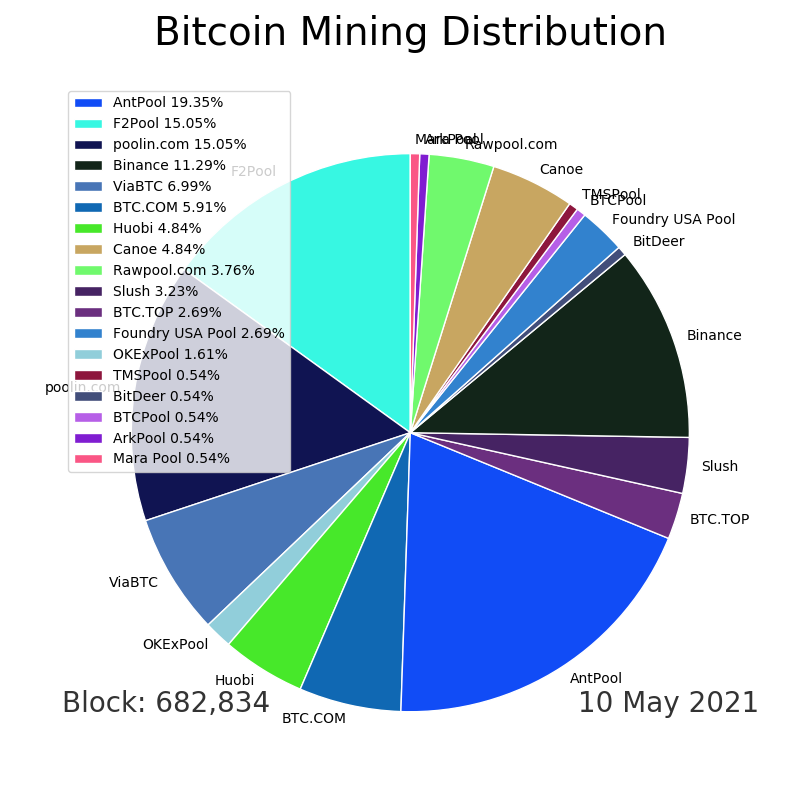 Bitcoin Mining Distribution
AntPool 19.35%
F2Pool 15.05%
poolin.com 15.05%
Binance 11.29%
ViaBTC 6.99%
BTC.COM 5.91%
Huobi 4.84%
Canoe 4.84%
Rawpool.com 3.76%
Slush 3.23%
BTC.TOP 2.69%
Foundry USA Pool 2.69%
OKExPool 1.61%
TMSPool 0.54%
BitDeer 0.54%
BTCPool 0.54%
ArkPool 0.54%
Mara Pool 0.54%
Mara Pool
ArkPool
Rawpool.com
Canoe
TMSPool
BTCPool
Foundry USA Pool
BitDeer
Binance
Slush
BTC.TOP
AntPool
BTC.COM
Huobi
OKExPool
ViaBTC
poolin.com
F2Pool
Block: 682,834
10 May 2021